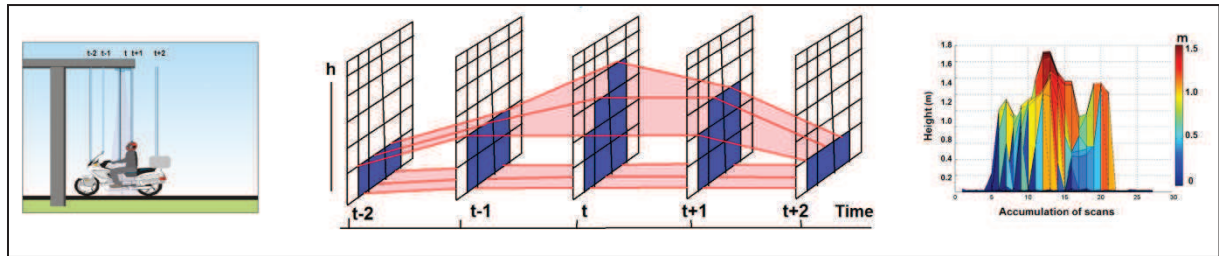 t-2 t-1 t t+1 t+2
h
t-2 t-1 t t+1 t+2 Time
m
1.8
1.6
1.4
1.2
1.0
0.8
0.4
0.2
Height (m)
0 5 10 15 20 25 30
Accumulation of scans
1.5
1.0
0.5
0